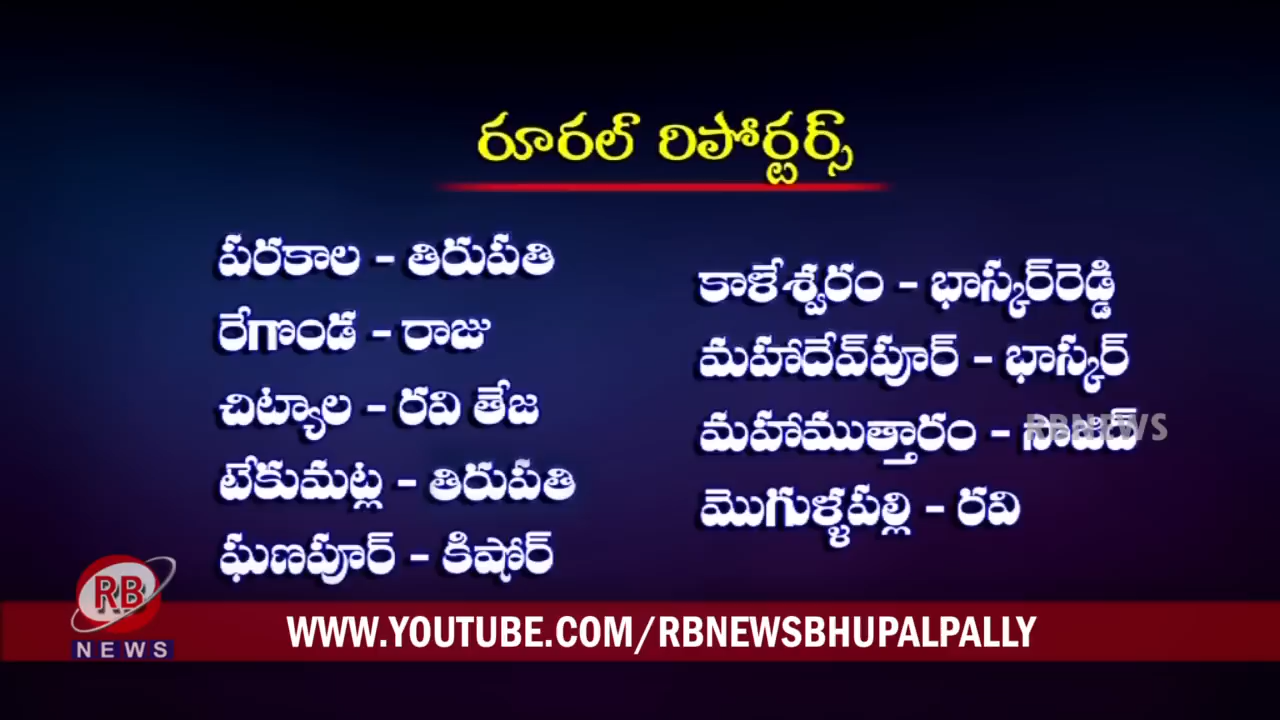 రూరల్ రిపోర్టర్స్
పరకాల - తిరుపతి
రేగొండ - రాజు
చిట్యాల - రవి తేజ
టేకుమట్ల - తిరుపతి
ఘణపూర్ - కిషోర్
కాళేశ్వరం - భాస్కర్‌రెడ్డి
మహాదేవ్‌పూర్ - భాస్కర్
మహాముత్తారం -
RBNEWS
మొగుళ్ళపల్లి - రవి
RB
NEWS
WWW.YOUTUBE.COM/RBNEWSBHUPALPALLY